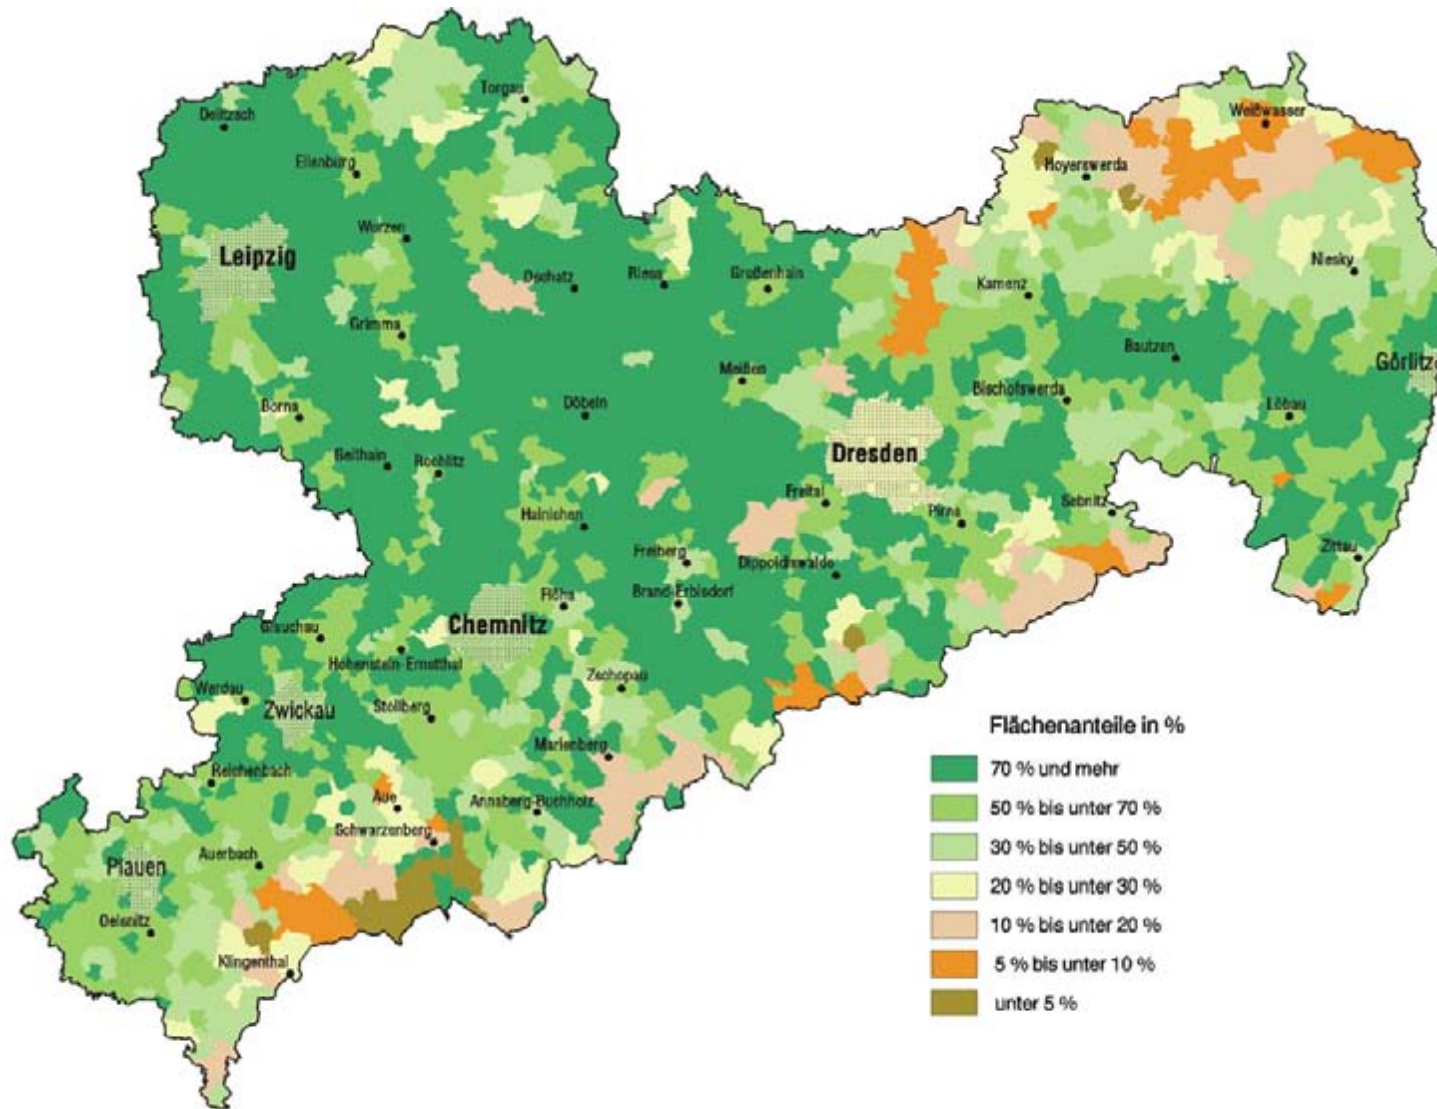 Torgau
Delitzsch
Weißwasser
Eilenburg
Hoyerswerda
Wurzen
Leipzig
Oschatz
Riesa
Großenhain
Kamenz
Niesky
Grimma
Bautzen
Görlitz
Meißen
Bischofswerda
Borna
Döbeln
Löbau
Dresden
Geithain
Rochlitz
Freital
Sebnitz
Hainichen
Pirna
Freiberg
Dippoldiswalde
Zittau
Flöha
Brand-Erbisdorf
Chemnitz
Glauchau
Hohenstein-Ernstthal
Zschopau
Werdau
Zwickau
Stollberg
Marienberg
Reichenbach
Aue
Annaberg-Buchholz
Schwarzenberg
Plauen
Auerbach
Oelsnitz
Klingenthal
Flächenanteile in %
70 % und mehr
50 % bis unter 70 %
30 % bis unter 50 %
20 % bis unter 30 %
10 % bis unter 20 %
5 % bis unter 10 %
unter 5 %